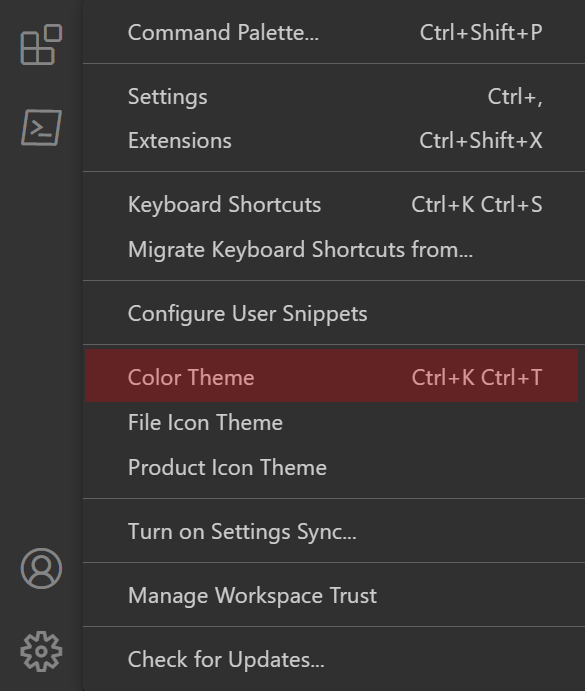 Command Palette... Ctrl+Shift+P
Settings Ctrl+,
Extensions Ctrl+Shift+X
Keyboard Shortcuts Ctrl+K Ctrl+S
Migrate Keyboard Shortcuts from...
Configure User Snippets
Color Theme Ctrl+K Ctrl+T
File Icon Theme
Product Icon Theme
Turn on Settings Sync...
Manage Workspace Trust
Check for Updates...